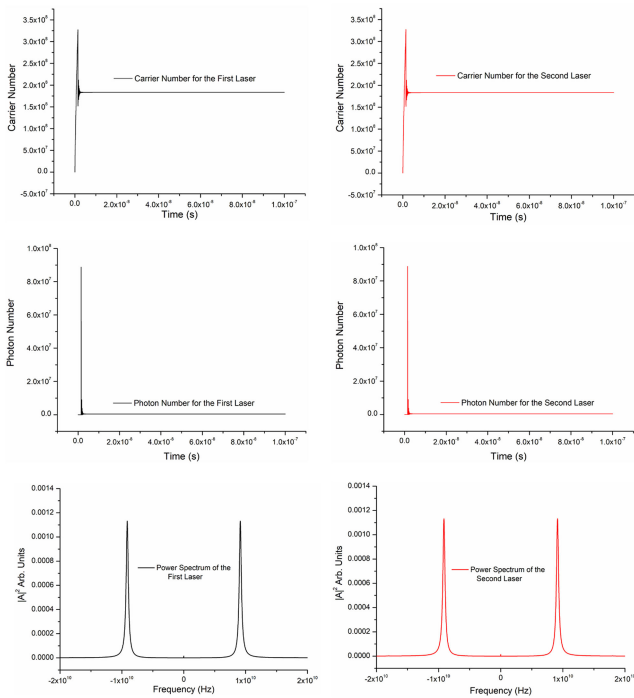 3.5x10⁸
3.0x10⁸
2.5x10⁸
2.0x10⁸
1.5x10⁸
1.0x10⁸
5.0x10⁷
0.0
-5.0x10⁷
Carrier Number
Carrier Number for the First Laser
0.0 2.0x10⁻⁸ 4.0x10⁻⁸ 6.0x10⁻⁸ 8.0x10⁻⁸ 1.0x10⁻⁷
Time (s)
3.5x10⁸
3.0x10⁸
2.5x10⁸
2.0x10⁸
1.5x10⁸
1.0x10⁸
5.0x10⁷
0.0
-5.0x10⁷
Carrier Number
Carrier Number for the Second Laser
0.0 2.0x10⁻⁸ 4.0x10⁻⁸ 6.0x10⁻⁸ 8.0x10⁻⁸ 1.0x10⁻⁷
Time (s)
1.0x10⁸
8.0x10⁷
6.0x10⁷
4.0x10⁷
2.0x10⁷
0.0
Photon Number
Photon Number for the First Laser
0.0 2.0x10⁻⁸ 4.0x10⁻⁸ 6.0x10⁻⁸ 8.0x10⁻⁸ 1.0x10⁻⁷
Time (s)
1.0x10⁸
8.0x10⁷
6.0x10⁷
4.0x10⁷
2.0x10⁷
0.0
Photon Number
Photon Number for the Second Laser
0.0 2.0x10⁻⁸ 4.0x10⁻⁸ 6.0x10⁻⁸ 8.0x10⁻⁸ 1.0x10⁻⁷
Time (s)
0.0014
0.0012
0.0010
0.0008
0.0006
0.0004
0.0002
0.0000
|A|² Arb. Units
Power Spectrum of the
First Laser
-2x10¹⁰ -1x10¹⁰ 0 1x10¹⁰ 2x10¹⁰
Frequency (Hz)
0.0014
0.0012
0.0010
0.0008
0.0006
0.0004
0.0002
0.0000
|A|² Arb. Units
Power Spectrum of the
Second Laser
-2x10¹⁰ -1x10¹⁰ 0 1x10¹⁰ 2x10¹⁰
Frequency (Hz)